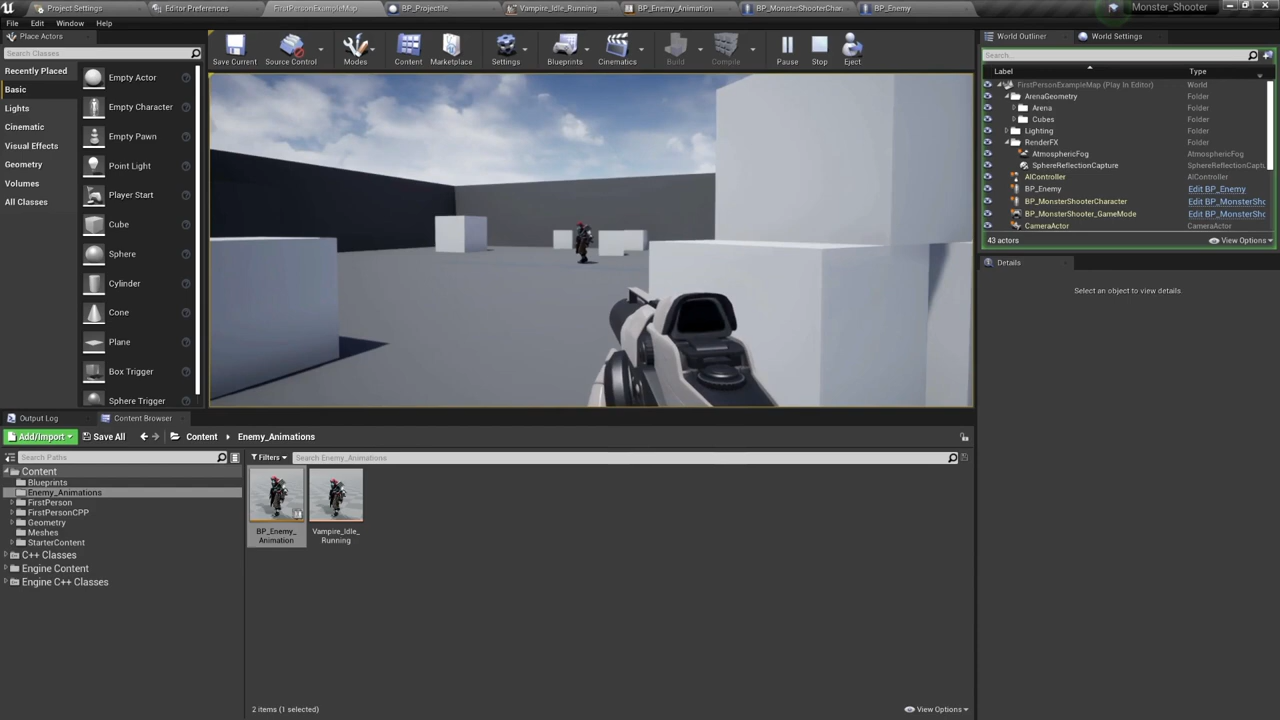 Project Settings
Editor Preferences
FirstPersonExampleMap
BP_Projectile
Vampire_Idle_Running
BP_Enemy_Animation
BP_MonsterShooterChar
BP_Enemy
Monster_Shooter
File Edit Window Help
Place Actors
Search Classes
Recently Placed
Basic
Lights
Cinematic
Visual Effects
Geometry
Volumes
All Classes
Empty Actor
Empty Character
Empty Pawn
Point Light
Player Start
Cube
Sphere
Cylinder
Cone
Plane
Box Trigger
Sphere Trigger
Save Current
Source Control
Modes
Content
Marketplace
Settings
Blueprints
Cinematics
Build
Compile
Pause
Stop
Eject
World Outliner
World Settings
Search...
Label Type
FirstPersonExampleMap (Play In Editor) World
ArenaGeometry Folder
Arena Folder
Cubes Folder
Lighting Folder
RenderFX Folder
AtmosphericFog AtmosphericFog
SphereReflectionCapture SphereReflectionCaptu
AIController AIController
BP_Enemy Edit BP_Enemy
BP_MonsterShooterCharacter Edit BP_MonsterSho
BP_MonsterShooter_GameMode Edit BP_MonsterSho
CameraActor CameraActor
43 actors
View Options
Details
Select an object to view details.
Output Log
Content Browser
Add/Import
Save All
Content
Enemy_Animations
Search Paths
Filters
Search Enemy_Animations
Content
Blueprints
Enemy_Animations
FirstPerson
FirstPersonCPP
Geometry
Meshes
StarterContent
C++ Classes
Engine Content
Engine C++ Classes
BP_Enemy_
Animation
Vampire_Idle_
Running
2 items (1 selected)
View Options